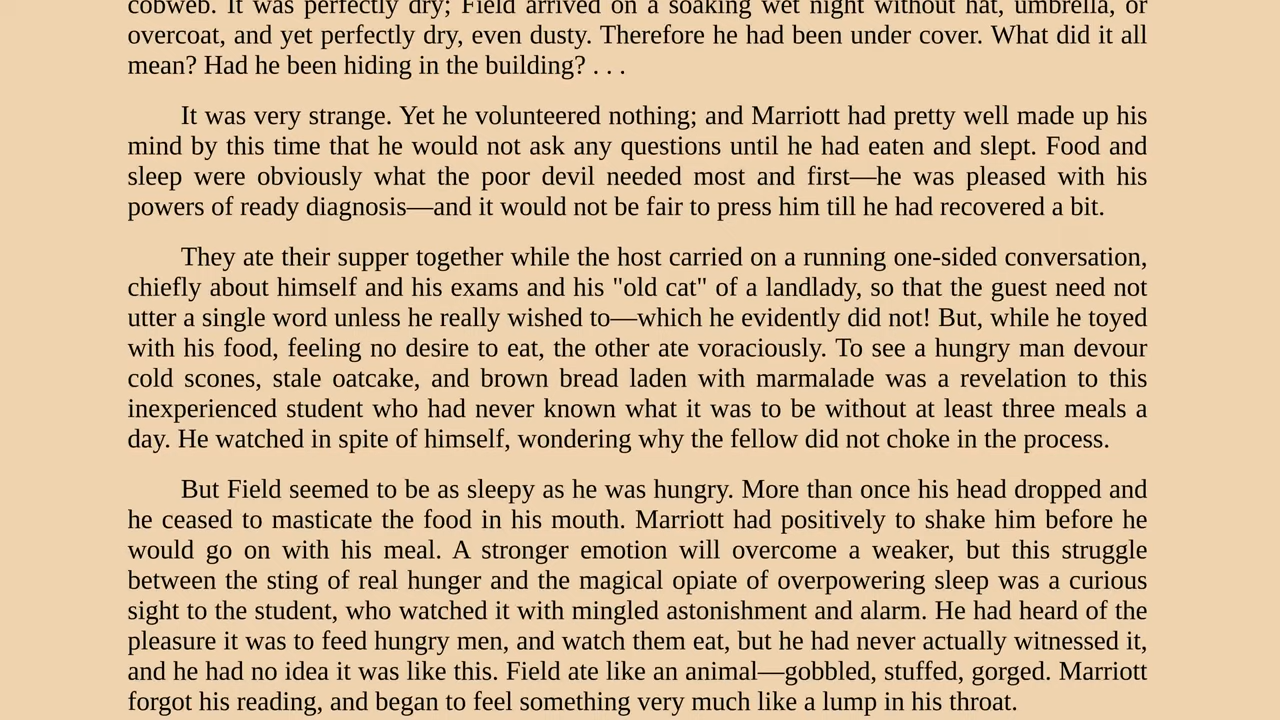 cobweb. It was perfectly dry; Field arrived on a soaking wet night without hat, umbrella, or
overcoat, and yet perfectly dry, even dusty. Therefore he had been under cover. What did it all
mean? Had he been hiding in the building? . . .
It was very strange. Yet he volunteered nothing; and Marriott had pretty well made up his
mind by this time that he would not ask any questions until he had eaten and slept. Food and
sleep were obviously what the poor devil needed most and first—he was pleased with his
powers of ready diagnosis—and it would not be fair to press him till he had recovered a bit.
They ate their supper together while the host carried on a running one-sided conversation,
chiefly about himself and his exams and his "old cat" of a landlady, so that the guest need not
utter a single word unless he really wished to—which he evidently did not! But, while he toyed
with his food, feeling no desire to eat, the other ate voraciously. To see a hungry man devour
cold scones, stale oatcake, and brown bread laden with marmalade was a revelation to this
inexperienced student who had never known what it was to be without at least three meals a
day. He watched in spite of himself, wondering why the fellow did not choke in the process.
But Field seemed to be as sleepy as he was hungry. More than once his head dropped and
he ceased to masticate the food in his mouth. Marriott had positively to shake him before he
would go on with his meal. A stronger emotion will overcome a weaker, but this struggle
between the sting of real hunger and the magical opiate of overpowering sleep was a curious
sight to the student, who watched it with mingled astonishment and alarm. He had heard of the
pleasure it was to feed hungry men, and watch them eat, but he had never actually witnessed it,
and he had no idea it was like this. Field ate like an animal—gobbled, stuffed, gorged. Marriott
forgot his reading, and began to feel something very much like a lump in his throat.